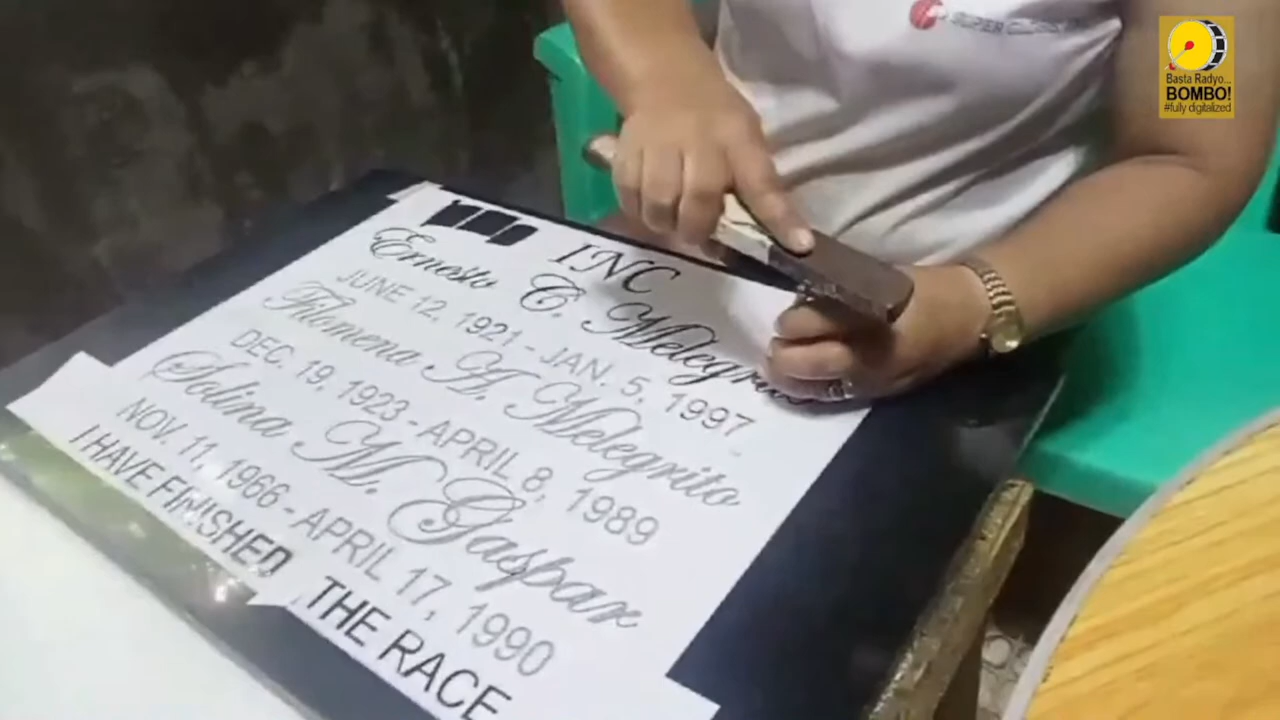 INC
Ernesto C. Melegrito
JUNE 12, 1921 - JAN. 5, 1997
Filomena A. Melegrito
DEC. 19, 1923 - APRIL 8, 1989
Solina M. Gaspar
NOV. 11, 1966 - APRIL 17, 1990
I HAVE FINISHED THE RACE
SUPER
Basta Radyo...
BOMBO!
#fully digitalized